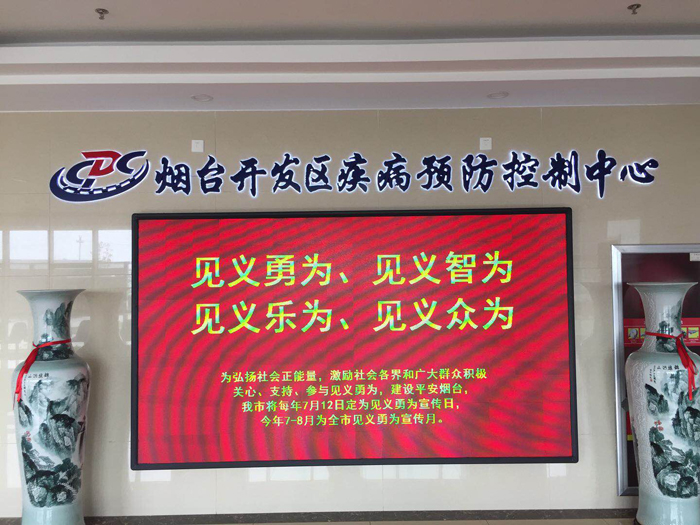 CDC 烟台开发区疾病预防控制中心
见义勇为、见义智为
见义乐为、见义众为
为弘扬社会正能量，激励社会各界和广大群众积极
关心、支持、参与见义勇为，建设平安烟台，
我市将每年7月12日定为见义勇为宣传日，
今年7-8月为全市见义勇为宣传月。